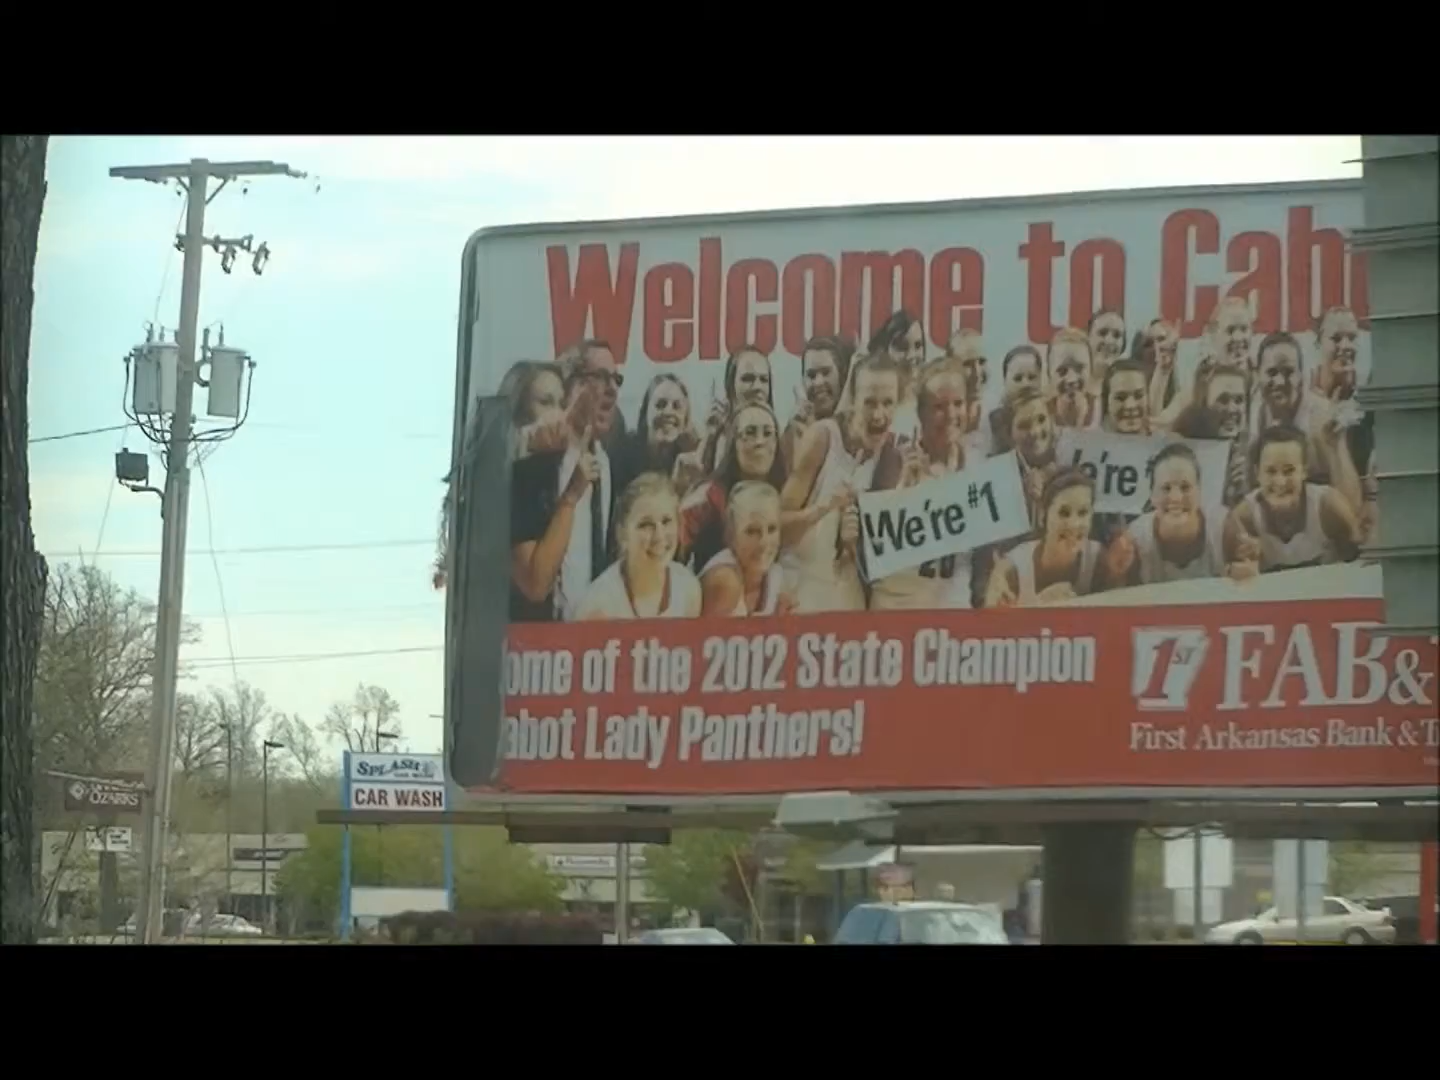 Welcome to Cab
We're #1
We're
ome of the 2012 State Champion
abot Lady Panthers!
1ST FAB&
First Arkansas Bank & T
SPLASH
CAR WASH
OZARKS